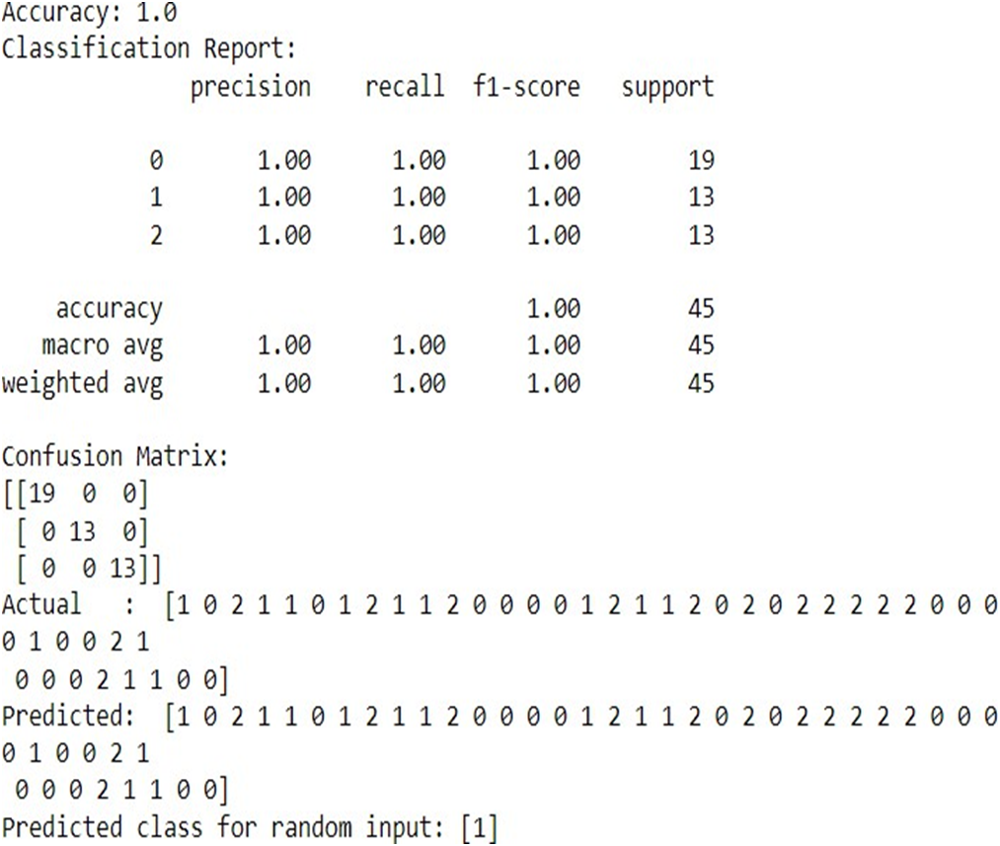 Accuracy: 1.0
Classification Report:
precision recall f1-score support
0 1.00 1.00 1.00 19
1 1.00 1.00 1.00 13
2 1.00 1.00 1.00 13
accuracy 1.00 45
macro avg 1.00 1.00 1.00 45
weighted avg 1.00 1.00 1.00 45
Confusion Matrix:
[[19 0 0]
[ 0 13 0]
[ 0 0 13]]
Actual : [1 0 2 1 1 0 1 2 1 1 2 0 0 0 0 1 2 1 1 2 0 2 0 2 2 2 2 2 0 0 0
0 1 0 0 2 1
0 0 0 2 1 1 0 0]
Predicted: [1 0 2 1 1 0 1 2 1 1 2 0 0 0 0 1 2 1 1 2 0 2 0 2 2 2 2 2 0 0 0
0 1 0 0 2 1
0 0 0 2 1 1 0 0]
Predicted class for random input: [1]